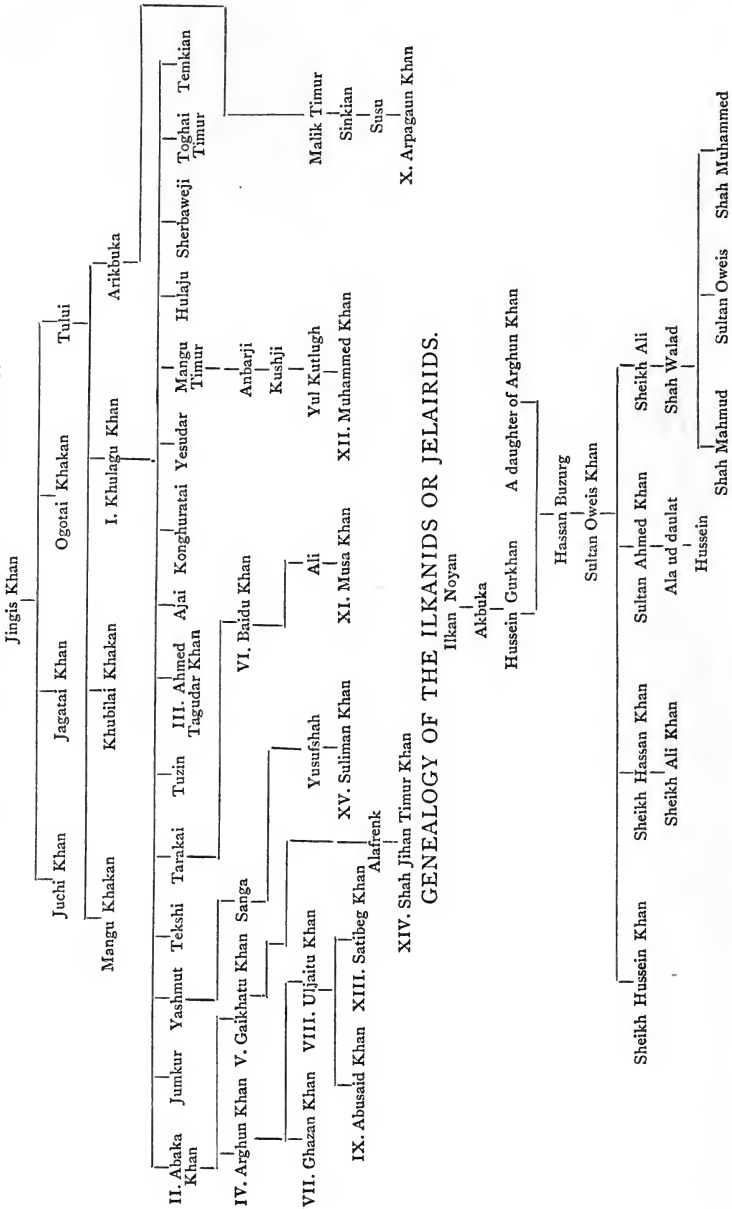 Jingis Khan
Juchi Khan Jagatai Khan Ogotai Khakan Tului
Mangu Khakan Khubilai Khakan I. Khulagu Khan Arikbuka
II. Abaka Khan Jumkur Yashmut Tekshi Tarakai Tuzin III. Ahmed Tagudar Khan Ajai Konghuratai Yesudar Mangu Timur Hulaju Sherbaweji Toghai Timur Temkian
IV. Arghun Khan V. Gaikhatu Khan Sanga VI. Baidu Khan Anbarji Malik Timur
Kushji Sinkian
VII. Ghazan Khan VIII. Uljaitu Khan Yusufshah Ali Yul Kutlugh Susu
IX. Abusaid Khan XIII. Satibeg Khan Alafrenk XV. Suliman Khan XI. Musa Khan XII. Muhammed Khan X. Arpagaun Khan
XIV. Shah Jihan Timur Khan
GENEALOGY OF THE ILKANIDS OR JELAIRIDS.
Ilkan Noyan
Akbuka
Hussein Gurkhan A daughter of Arghun Khan
Hassan Buzurg
Sultan Oweis Khan
Sheikh Hussein Khan Sheikh Hassan Khan Sultan Ahmed Khan Sheikh Ali
Sheikh Ali Khan Ala ud daulat Shah Walad
Hussein
Shah Mahmud Sultan Oweis Shah Muhammed